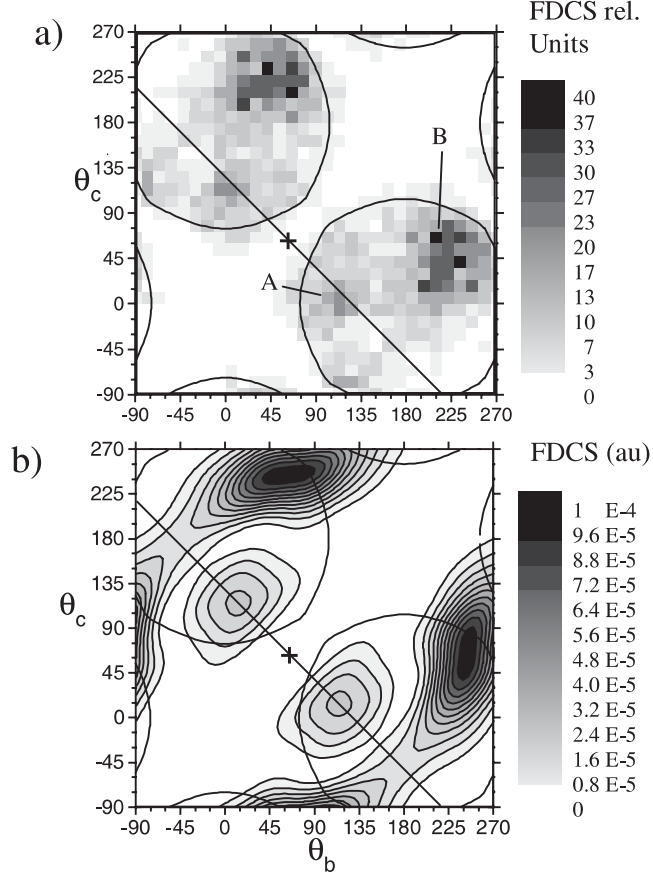 a)
FDCS rel.
Units
270
225
180
135
90
45
0
-45
-90
θc
B
A
+
-90 -45 0 45 90 135 180 225 270
40
37
33
30
27
23
20
17
13
10
7
3
0
b)
FDCS (au)
270
225
180
135
90
45
0
-45
-90
θc
+
-90 -45 0 45 90 135 180 225 270
θb
1 E-4
9.6 E-5
8.8 E-5
7.2 E-5
6.4 E-5
5.6 E-5
4.8 E-5
4.0 E-5
3.2 E-5
2.4 E-5
1.6 E-5
0.8 E-5
0